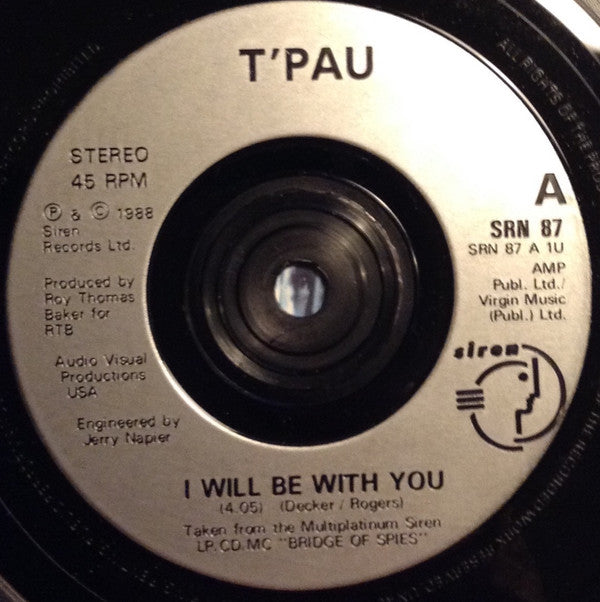 T'PAU
STEREO
45 RPM
Ⓟ & © 1988
Siren
Records Ltd.
Produced by
Roy Thomas
Baker for
RTB
Audio Visual
Productions
USA
Engineered by
Jerry Napier
A
SRN 87
SRN 87 A 1U
AMP
Publ. Ltd./
Virgin Music
(Publ.) Ltd.
siren
I WILL BE WITH YOU
(4.05) (Decker / Rogers)
Taken from the Multiplatinum Siren
LP.CD.MC "BRIDGE OF SPIES"
ALL RIGHTS OF THE